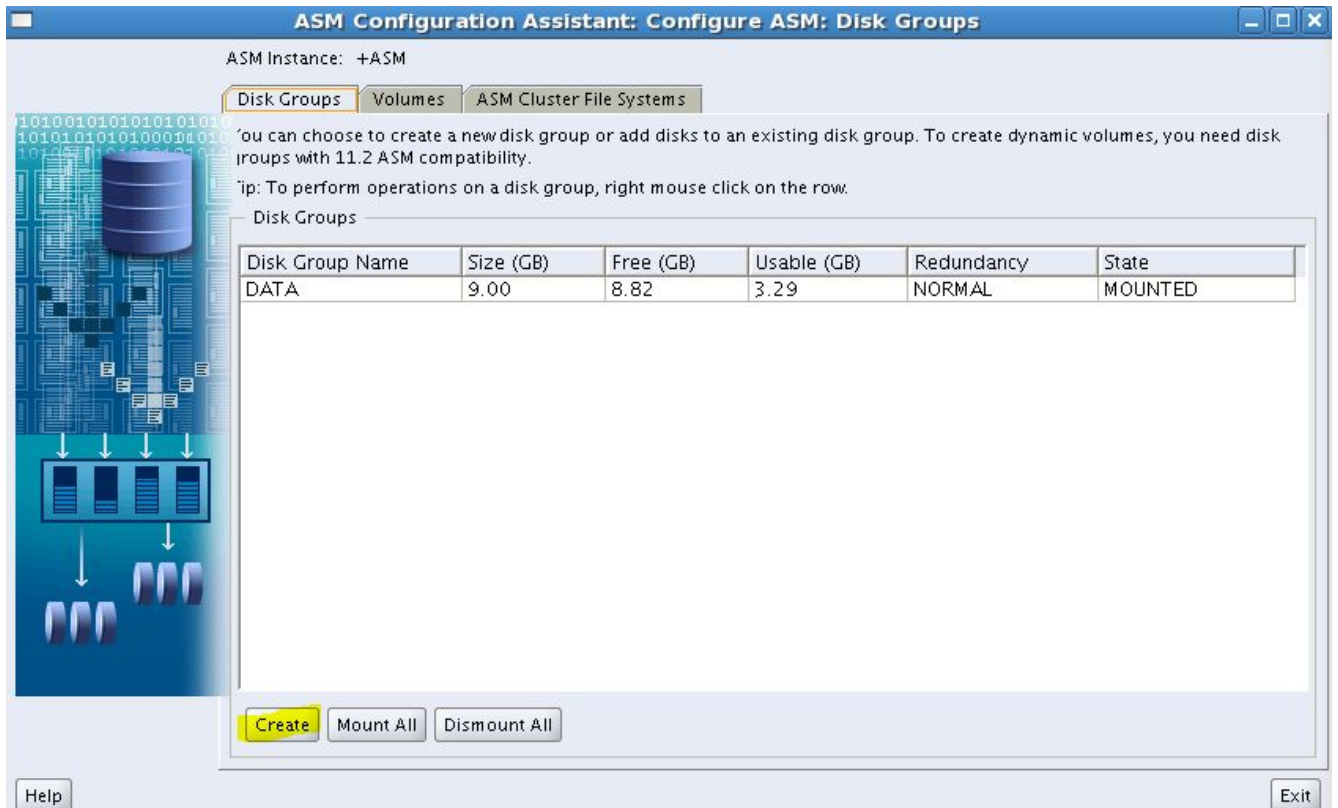 ASM Configuration Assistant: Configure ASM: Disk Groups
ASM Instance: +ASM
Disk Groups Volumes ASM Cluster File Systems
ou can choose to create a new disk group or add disks to an existing disk group. To create dynamic volumes, you need disk
roups with 11.2 ASM compatibility.
ip: To perform operations on a disk group, right mouse click on the row.
Disk Groups
Disk Group Name Size (GB) Free (GB) Usable (GB) Redundancy State
DATA 9.00 8.82 3.29 NORMAL MOUNTED
Create Mount All Dismount All
Help Exit